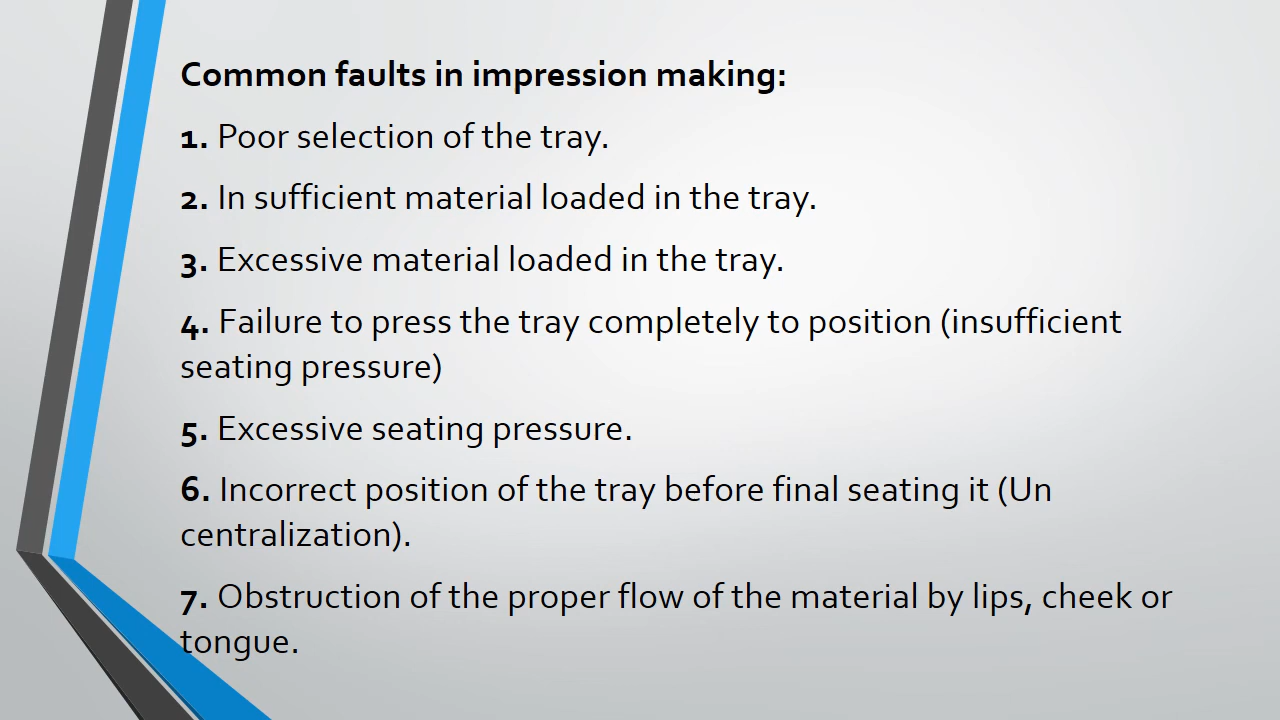 Common faults in impression making:
1. Poor selection of the tray.
2. In sufficient material loaded in the tray.
3. Excessive material loaded in the tray.
4. Failure to press the tray completely to position (insufficient
seating pressure)
5. Excessive seating pressure.
6. Incorrect position of the tray before final seating it (Un
centralization).
7. Obstruction of the proper flow of the material by lips, cheek or
tongue.